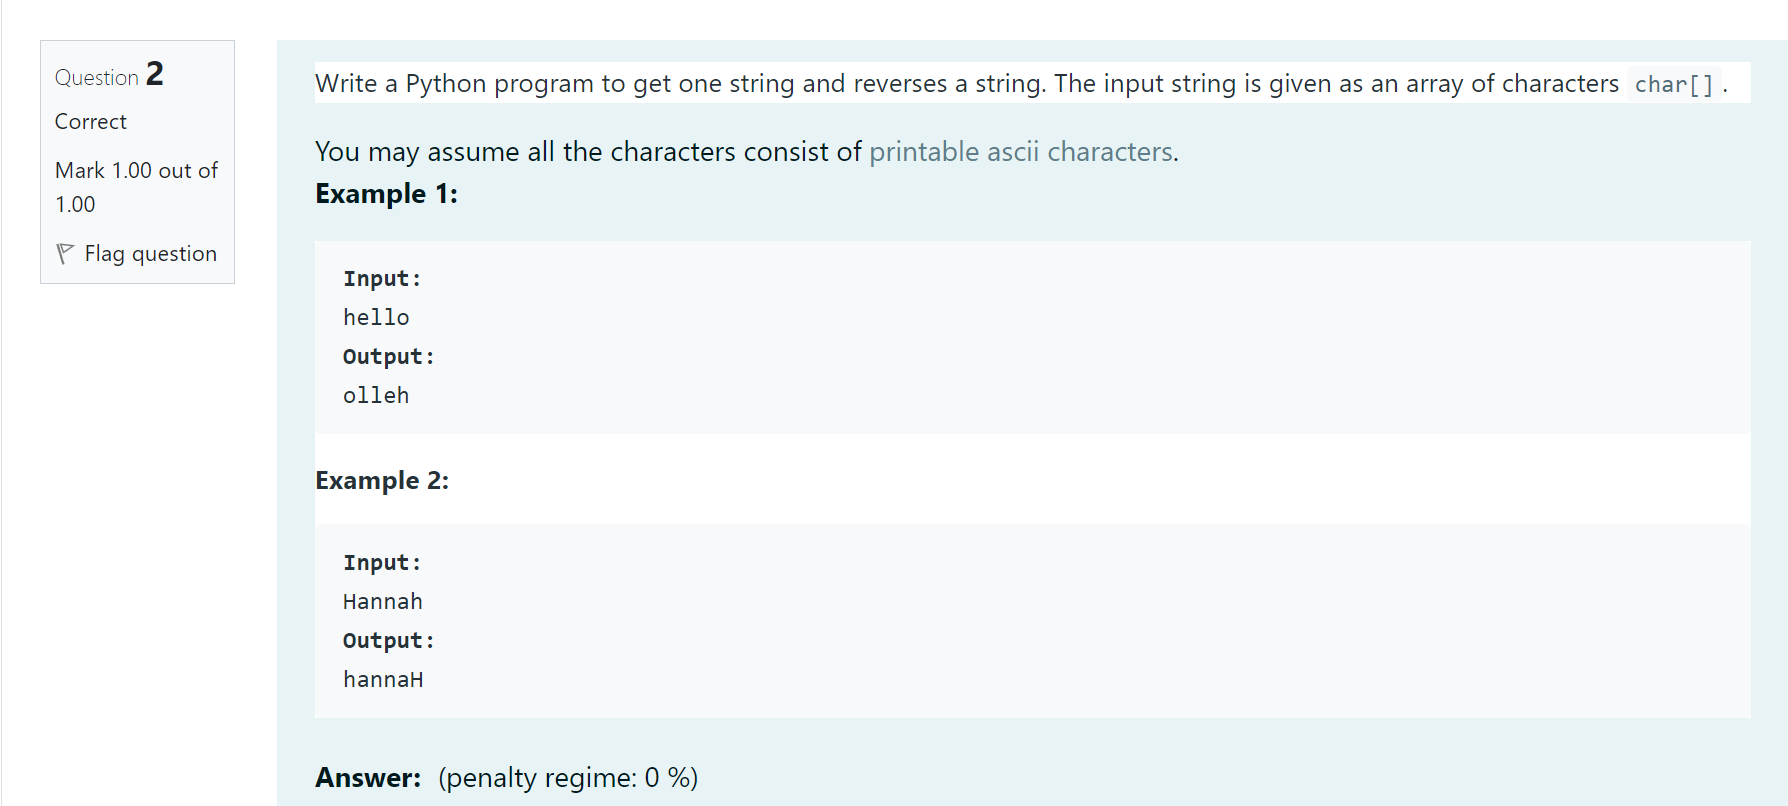 Question 2
Correct
Mark 1.00 out of
1.00
Flag question
Write a Python program to get one string and reverses a string. The input string is given as an array of characters char[] .
You may assume all the characters consist of printable ascii characters.
Example 1:
Input:
hello
Output:
olleh
Example 2:
Input:
Hannah
Output:
hannaH
Answer: (penalty regime: 0 %)